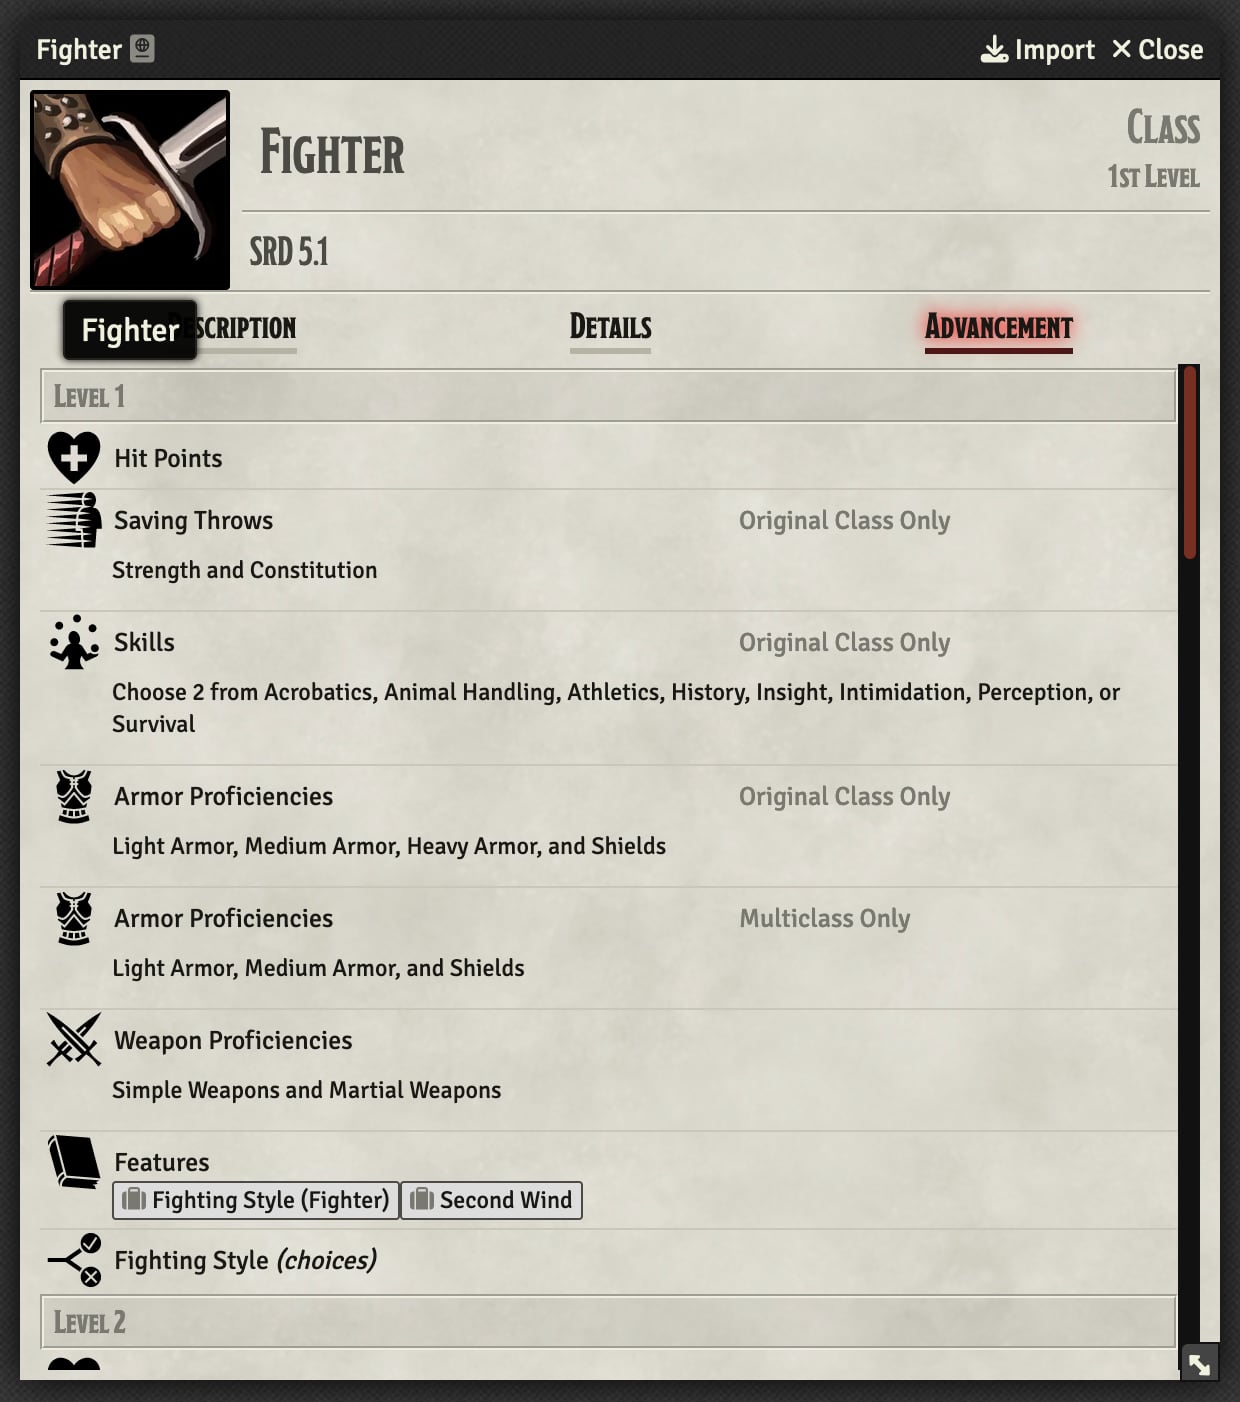 Fighter
Import
Close
Fighter
Class
1st Level
SRD 5.1
Fighter
escription
Details
Advancement
Level 1
Hit Points
Saving Throws Original Class Only
Strength and Constitution
Skills Original Class Only
Choose 2 from Acrobatics, Animal Handling, Athletics, History, Insight, Intimidation, Perception, or
Survival
Armor Proficiencies Original Class Only
Light Armor, Medium Armor, Heavy Armor, and Shields
Armor Proficiencies Multiclass Only
Light Armor, Medium Armor, and Shields
Weapon Proficiencies
Simple Weapons and Martial Weapons
Features
Fighting Style (Fighter) Second Wind
Fighting Style (choices)
Level 2